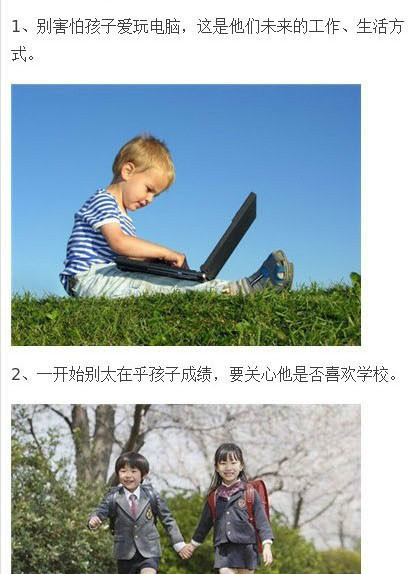 1、别害怕孩子爱玩电脑，这是他们未来的工作、生活方
式。
2、一开始别太在乎孩子成绩，要关心他是否喜欢学校。